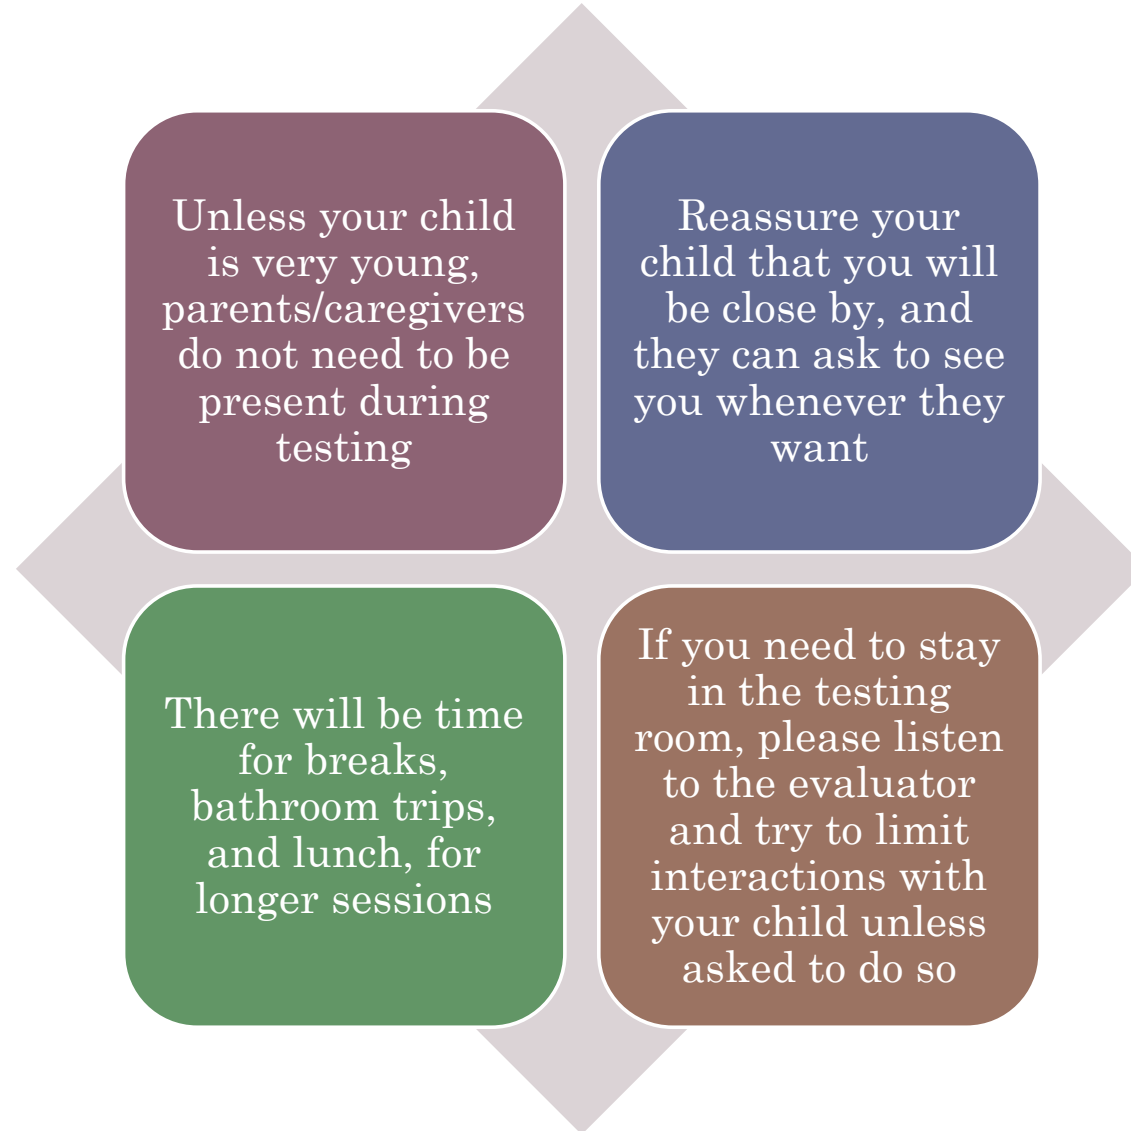 Unless your child
is very young,
parents/caregivers
do not need to be
present during
testing
Reassure your
child that you will
be close by, and
they can ask to see
you whenever they
want
There will be time
for breaks,
bathroom trips,
and lunch, for
longer sessions
If you need to stay
in the testing
room, please listen
to the evaluator
and try to limit
interactions with
your child unless
asked to do so